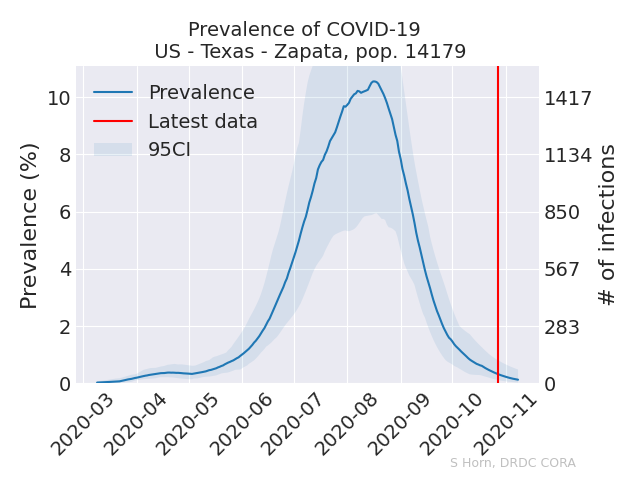 Prevalence of COVID-19
US - Texas - Zapata, pop. 14179
Prevalence
Latest data
95CI
Prevalence (%)
10
8
6
4
2
0
1417
1134
850
567
283
0
# of infections
2020-03
2020-04
2020-05
2020-06
2020-07
2020-08
2020-09
2020-10
2020-11
S Horn, DRDC CORA